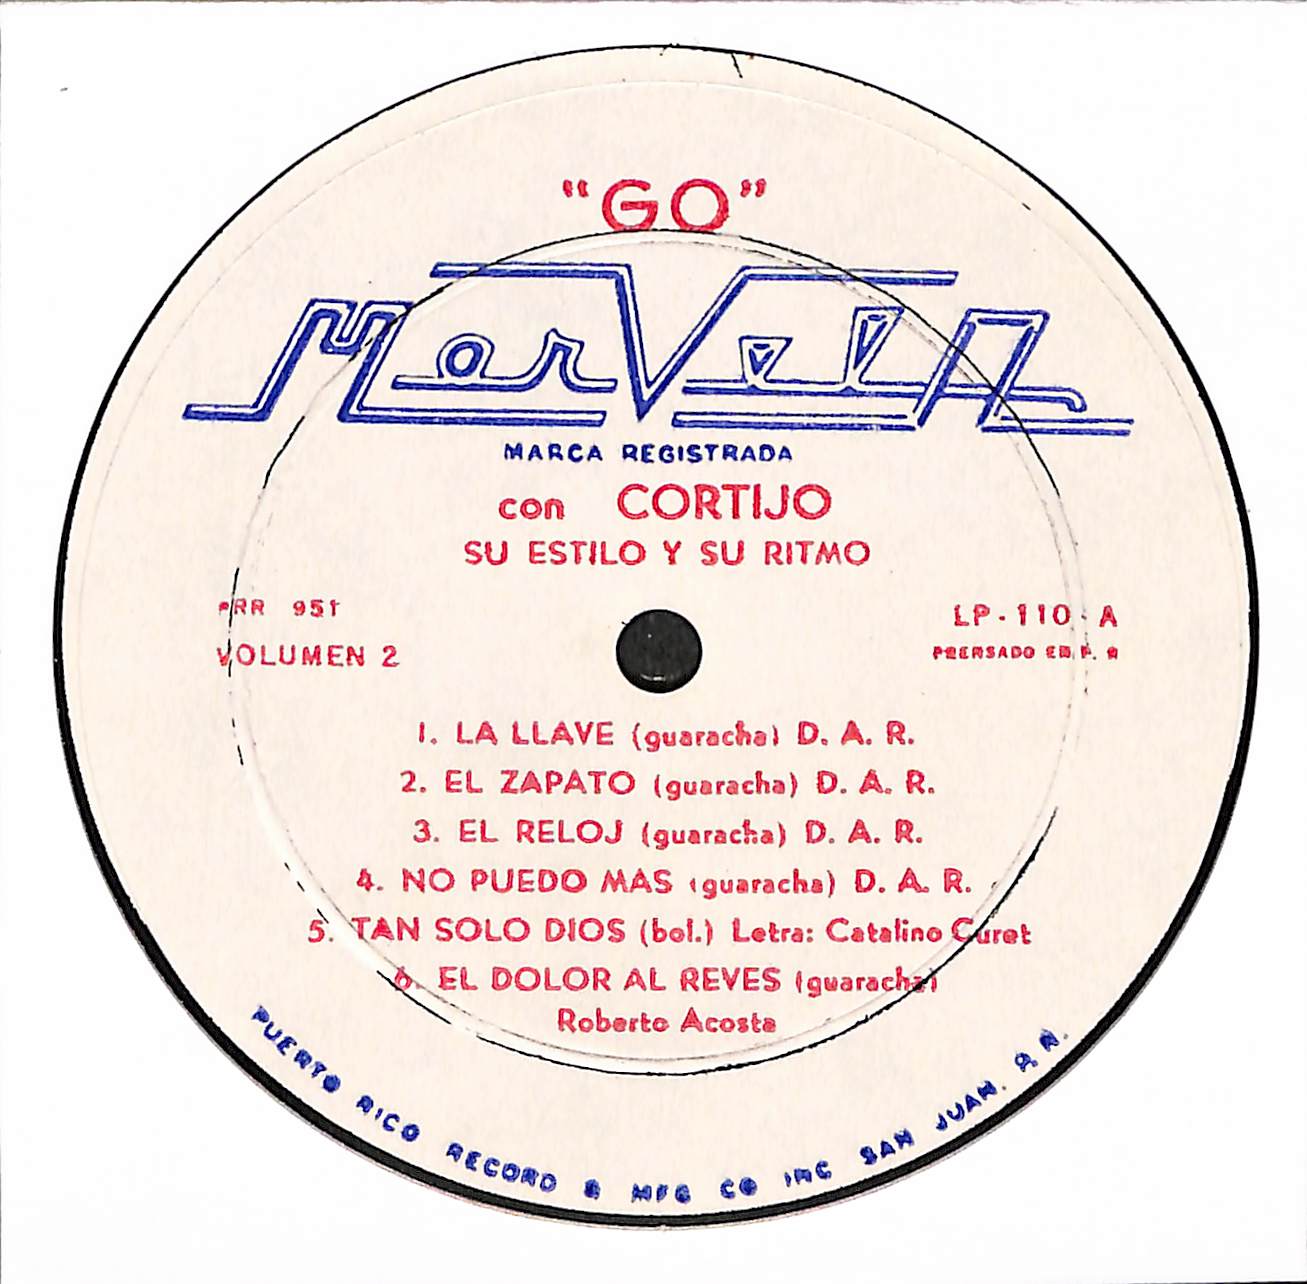 "GO"
MarVela
MARCA REGISTRADA
con CORTIJO
SU ESTILO Y SU RITMO
PRR 951
VOLUMEN 2
LP-110-A
1. LA LLAVE (guaracha) D. A. R.
2. EL ZAPATO (guaracha) D. A. R.
3. EL RELOJ (guaracha) D. A. R.
4. NO PUEDO MAS (guaracha) D. A. R.
5. TAN SOLO DIOS (bol.) Letra: Catalino Curet
6. EL DOLOR AL REVES (guaracha)
Roberto Acosta
PUERTO RICO RECORD & MFG CO INC SAN JUAN. P. R.